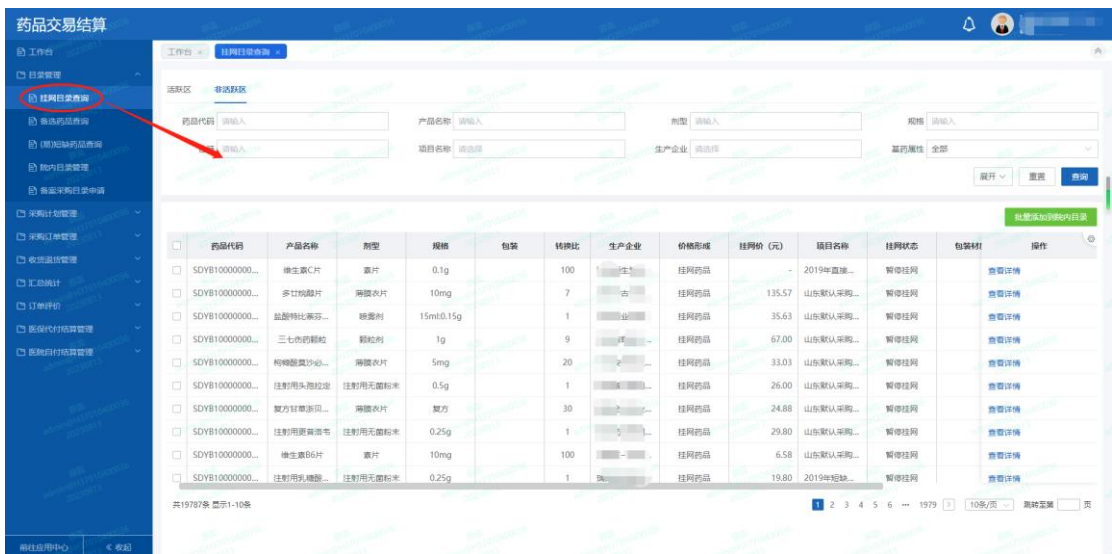 药品交易结算
工作台
目录管理
挂网目录查询
备选药品查询
(易)短缺药品查询
院内目录管理
备案采购目录申请
采购计划管理
采购订单管理
收货退货管理
汇总统计
订单评价
医保代付结算管理
医院自付结算管理
前往应用中心 收起
工作台 × 挂网目录查询 ×
活跃区 非活跃区
药品代码 请输入 产品名称 请输入 剂型 请输入 规格 请输入
请输入 项目名称 请选择 生产企业 请选择 基药属性 全部
展开 重置 查询
批量添加到院内目录
药品代码 产品名称 剂型 规格 包装 转换比 生产企业 价格形成 挂网价（元） 项目名称 挂网状态 包装材 操作
SDYB10000000... 维生素C片 素片 0.1g 100 挂网药品 - 2019年直接... 暂停挂网 查看详情
SDYB10000000... 多廿烷醇片 薄膜衣片 10mg 7 挂网药品 135.57 山东默认采购... 暂停挂网 查看详情
SDYB10000000... 盐酸特比萘芬... 喷雾剂 15ml:0.15g 1 挂网药品 35.63 山东默认采购... 暂停挂网 查看详情
SDYB10000000... 三七伤药颗粒 颗粒剂 1g 9 挂网药品 67.00 山东默认采购... 暂停挂网 查看详情
SDYB10000000... 枸橼酸莫沙必... 薄膜衣片 5mg 20 挂网药品 33.03 山东默认采购... 暂停挂网 查看详情
SDYB10000000... 注射用头孢拉定 注射用无菌粉末 0.5g 1 挂网药品 26.00 山东默认采购... 暂停挂网 查看详情
SDYB10000000... 复方甘草浙贝... 薄膜衣片 复方 30 挂网药品 24.88 山东默认采购... 暂停挂网 查看详情
SDYB10000000... 注射用更昔洛韦 注射用无菌粉末 0.25g 1 挂网药品 29.80 山东默认采购... 暂停挂网 查看详情
SDYB10000000... 维生素B6片 素片 10mg 100 挂网药品 6.58 山东默认采购... 暂停挂网 查看详情
SDYB10000000... 注射用乳糖酸... 注射用无菌粉末 0.25g 1 挂网药品 19.80 2019年短缺... 暂停挂网 查看详情
共19787条 显示1-10条 1 2 3 4 5 6 ••• 1979 > 10条/页 跳转至第 页